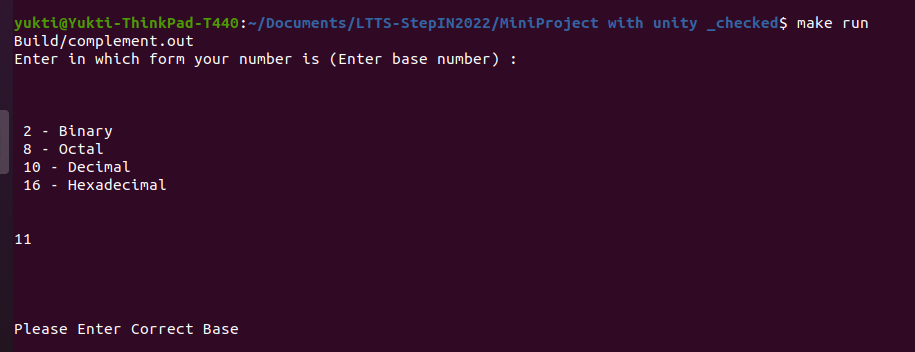 yukti@Yukti-ThinkPad-T440:~/Documents/LTTS-StepIN2022/MiniProject with unity _checked$ make run
Build/complement.out
Enter in which form your number is (Enter base number) :
2 - Binary
8 - Octal
10 - Decimal
16 - Hexadecimal
11
Please Enter Correct Base